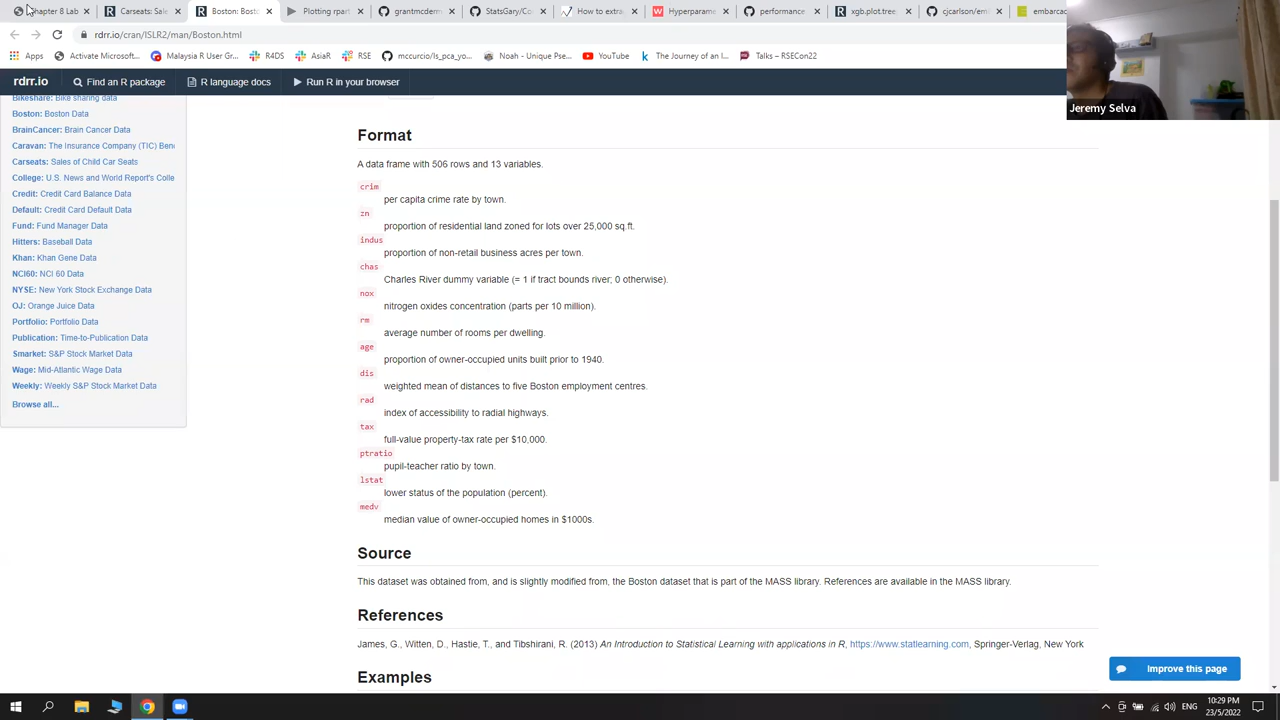 Chapter 8 Lab
Carseats: Sale
Boston: Bosto
Plotting part
grantmcderm
StatsGary/Co
How to extra
Hyperparame
performance
xgb.plot.tree
cjcarlson/em
embarcad
rdrr.io/cran/ISLR2/man/Boston.html
Apps
Activate Microsoft...
Malaysia R User Gr...
R4DS
AsiaR
RSE
mccurcio/ls_pca_yo...
Noah - Unique Pse...
YouTube
The Journey of an I...
Talks – RSECon22
rdrr.io
Find an R package
R language docs
Run R in your browser
Jeremy Selva
Bikeshare: Bike sharing data
Boston: Boston Data
BrainCancer: Brain Cancer Data
Caravan: The Insurance Company (TIC) Benc
Carseats: Sales of Child Car Seats
College: U.S. News and World Report's Colle
Credit: Credit Card Balance Data
Default: Credit Card Default Data
Fund: Fund Manager Data
Hitters: Baseball Data
Khan: Khan Gene Data
NCI60: NCI 60 Data
NYSE: New York Stock Exchange Data
OJ: Orange Juice Data
Portfolio: Portfolio Data
Publication: Time-to-Publication Data
Smarket: S&P Stock Market Data
Wage: Mid-Atlantic Wage Data
Weekly: Weekly S&P Stock Market Data
Browse all...
Format
A data frame with 506 rows and 13 variables.
crim
per capita crime rate by town.
zn
proportion of residential land zoned for lots over 25,000 sq.ft.
indus
proportion of non-retail business acres per town.
chas
Charles River dummy variable (= 1 if tract bounds river; 0 otherwise).
nox
nitrogen oxides concentration (parts per 10 million).
rm
average number of rooms per dwelling.
age
proportion of owner-occupied units built prior to 1940.
dis
weighted mean of distances to five Boston employment centres.
rad
index of accessibility to radial highways.
tax
full-value property-tax rate per $10,000.
ptratio
pupil-teacher ratio by town.
lstat
lower status of the population (percent).
medv
median value of owner-occupied homes in $1000s.
Source
This dataset was obtained from, and is slightly modified from, the Boston dataset that is part of the MASS library. References are available in the MASS library.
References
James, G., Witten, D., Hastie, T., and Tibshirani, R. (2013) An Introduction to Statistical Learning with applications in R, https://www.statlearning.com, Springer-Verlag, New York
Examples
Improve this page
ENG
10:29 PM
23/5/2022